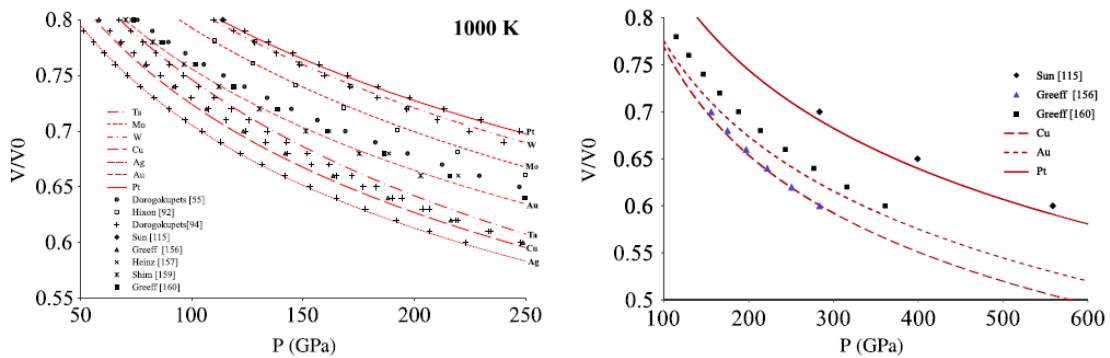 1000 K
0.8
0.75
0.7
0.65
0.6
0.55
V/V0
50
100
150
200
250
P (GPa)
Ta
Mo
W
Cu
Ag
Au
Pt
Dorogokupets [55]
Hixon [92]
Dorogokupets[94]
Sun [115]
Greeff [156]
Heinz [157]
Shim [159]
Greeff [160]
Pt
W
Mo
Au
Ta
Cu
Ag
0.8
0.75
0.7
0.65
0.6
0.55
0.5
V/V0
100
200
300
400
500
600
P (GPa)
Sun [115]
Greeff [156]
Greeff [160]
Cu
Au
Pt